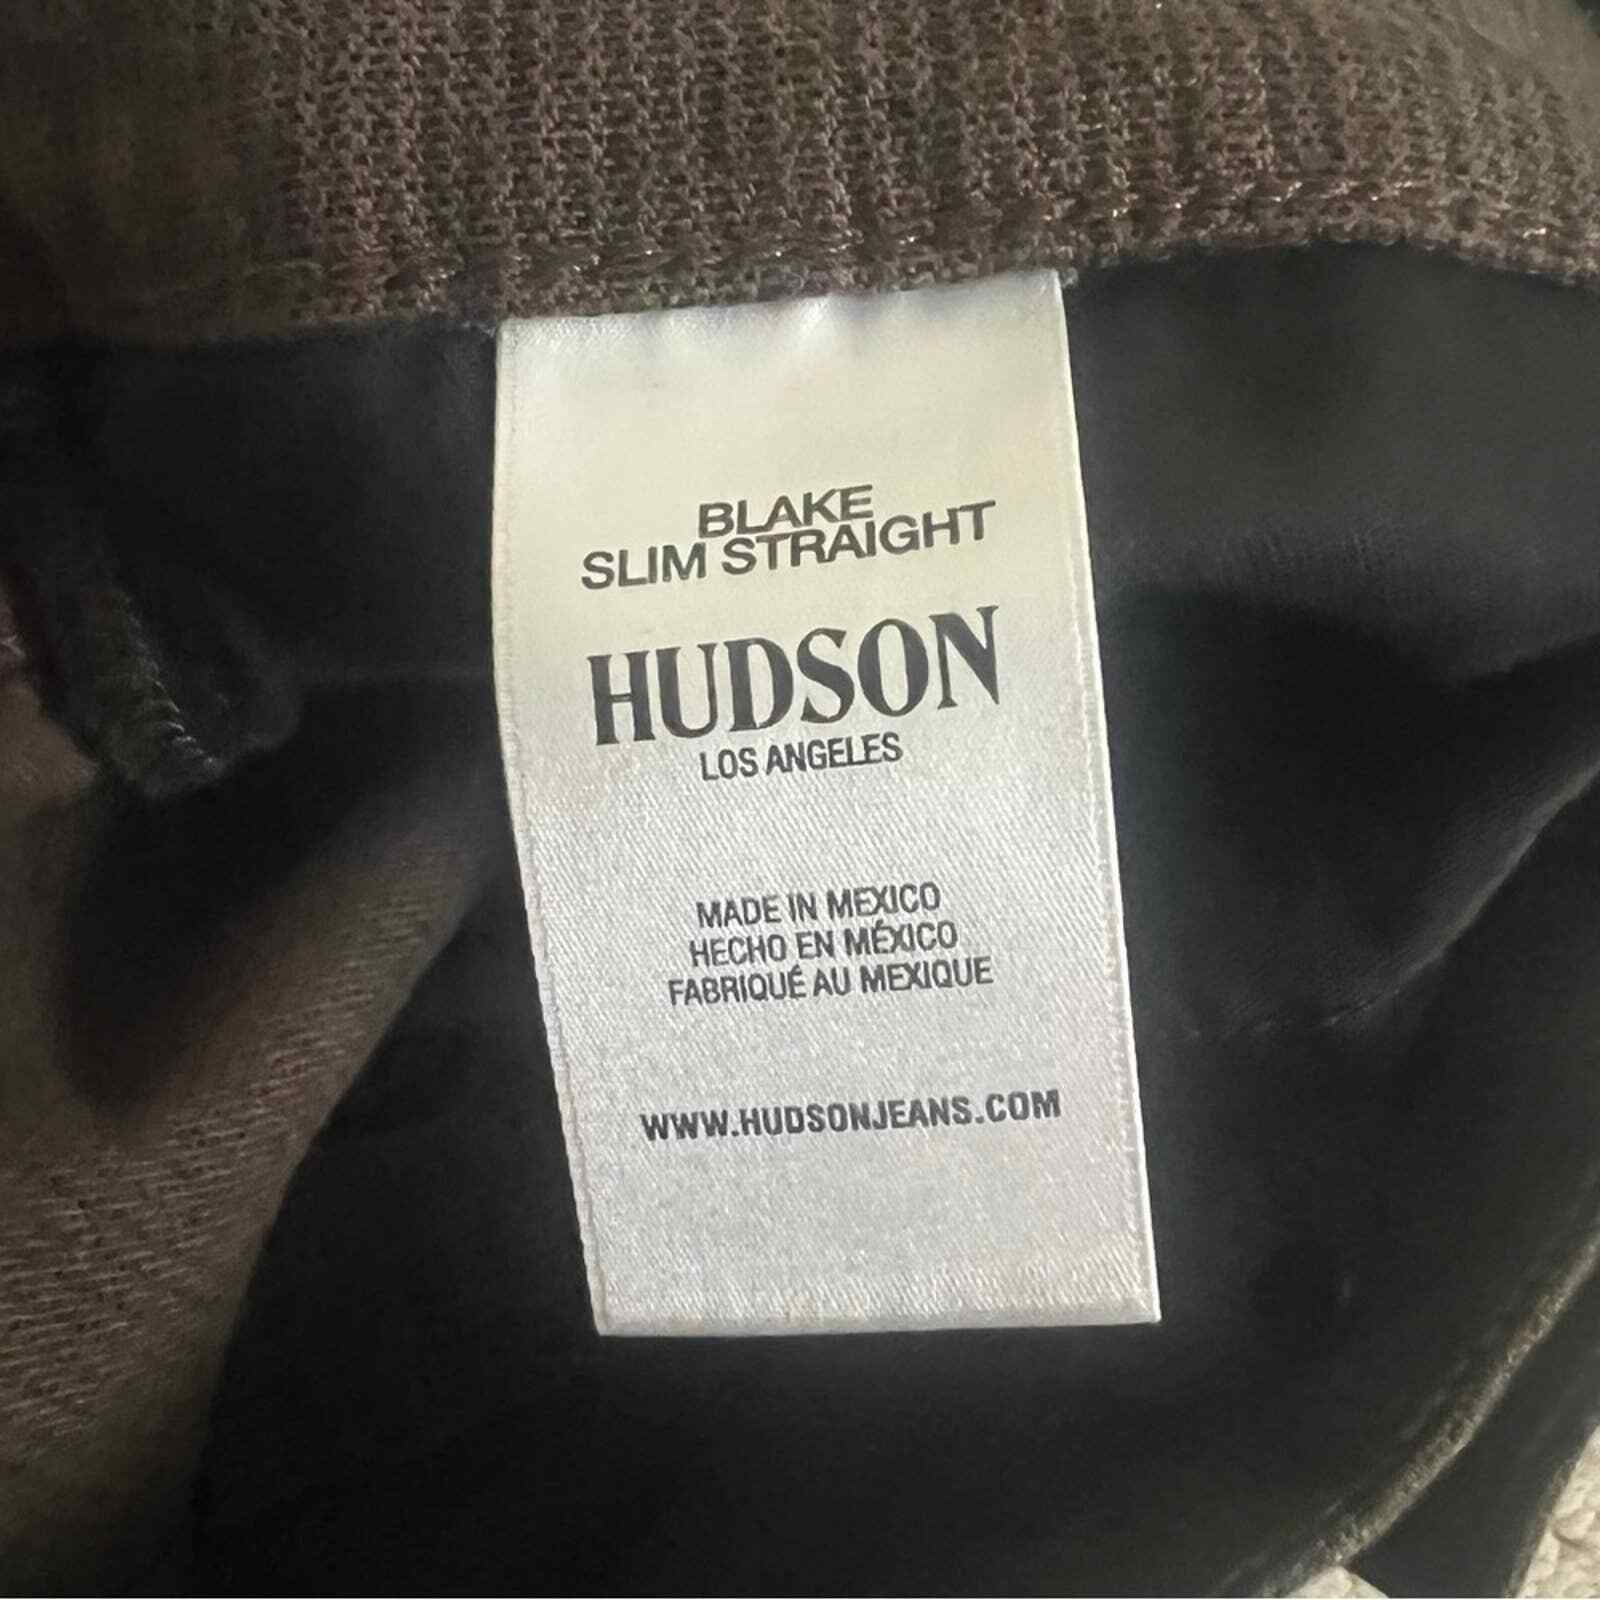 BLAKE
SLIM STRAIGHT
HUDSON
LOS ANGELES
MADE IN MEXICO
HECHO EN MÉXICO
FABRIQUÉ AU MEXIQUE
WWW.HUDSONJEANS.COM